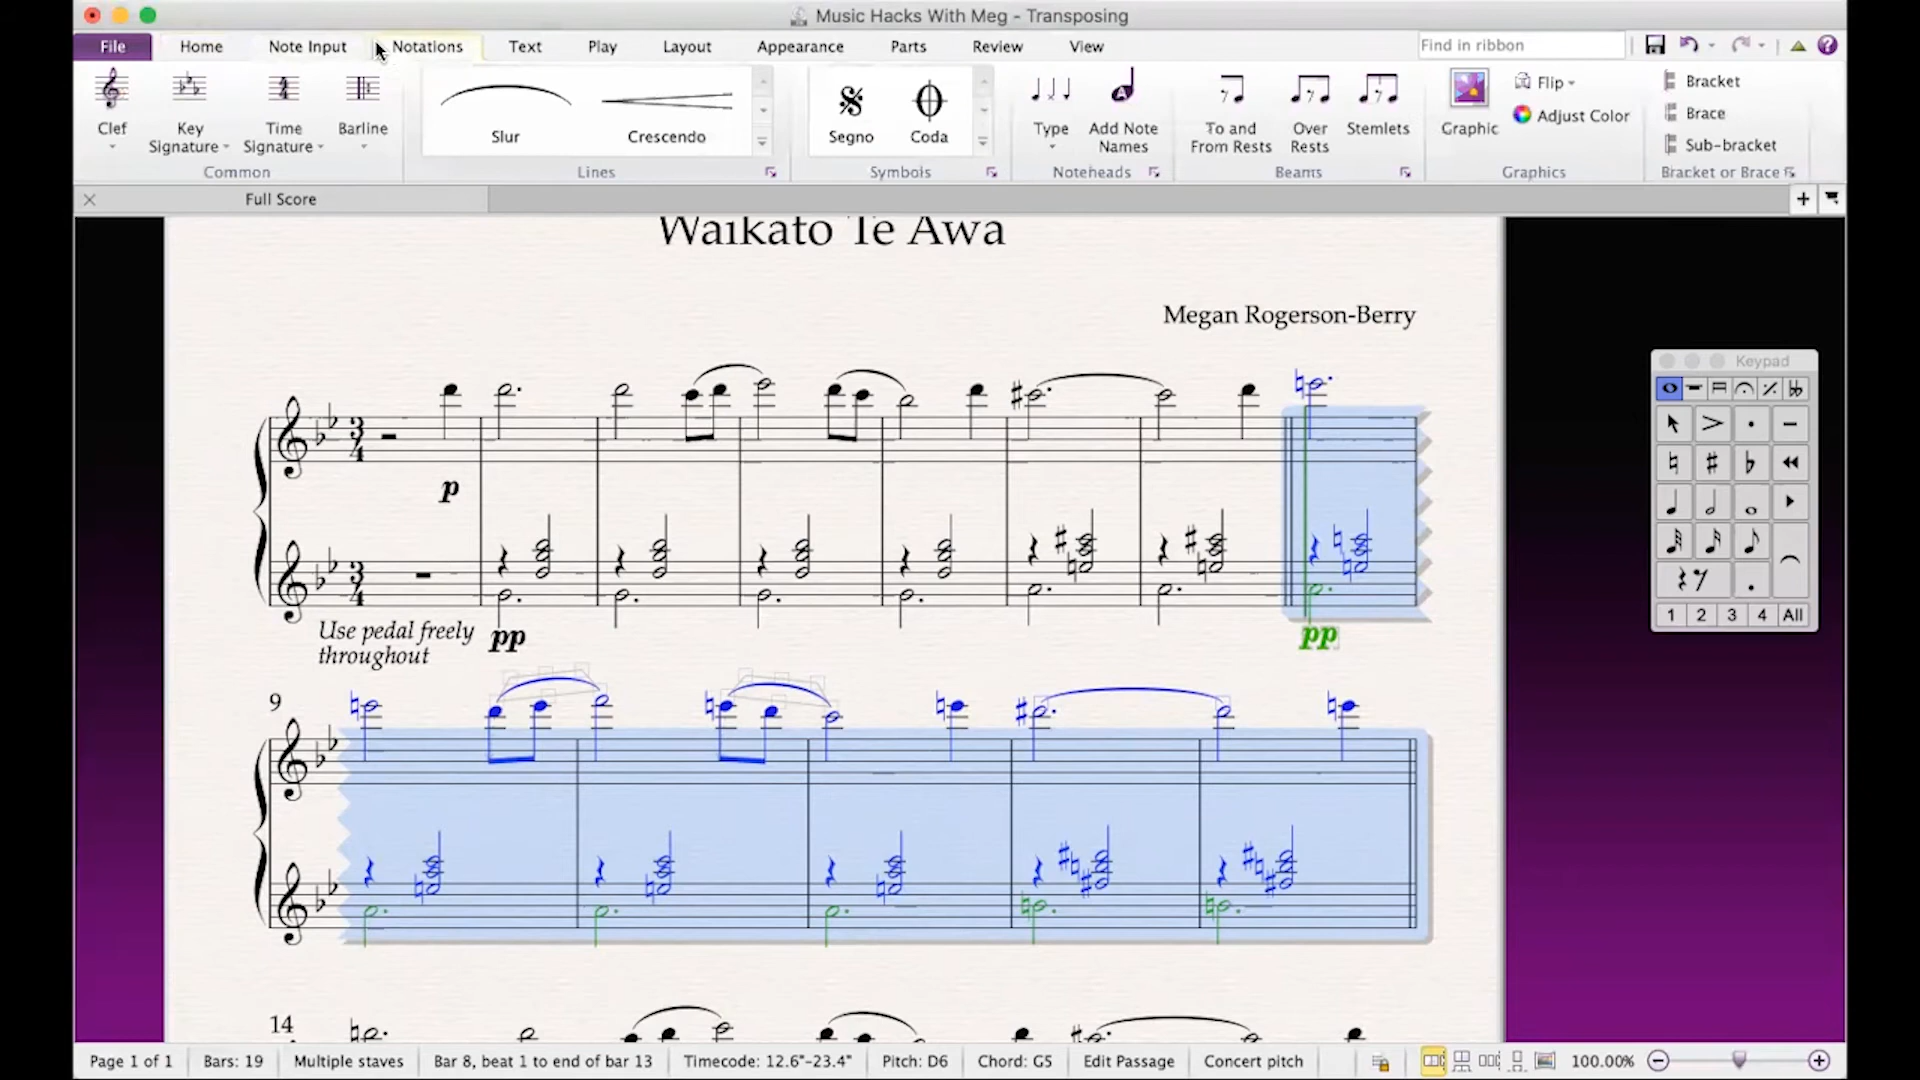 Music Hacks With Meg - Transposing
File Home Note Input Notations Text Play Layout Appearance Parts Review View Find in ribbon
Clef Key Signature Time Signature Barline
Common
Slur Crescendo
Lines
Segno Coda
Symbols
Type Add Note Names
Noteheads
To and From Rests Over Rests Stemlets
Beams
Graphic Flip Adjust Color
Graphics
Bracket
Brace
Sub-bracket
Bracket or Brace
Full Score
Waikato Te Awa
Megan Rogerson-Berry
Keypad
3 4
p
3 4
Use pedal freely
throughout
pp
pp
1 2 3 4 All
9
14
Page 1 of 1 Bars: 19 Multiple staves Bar 8, beat 1 to end of bar 13 Timecode: 12.6"-23.4" Pitch: D6 Chord: G5 Edit Passage Concert pitch 100.00%